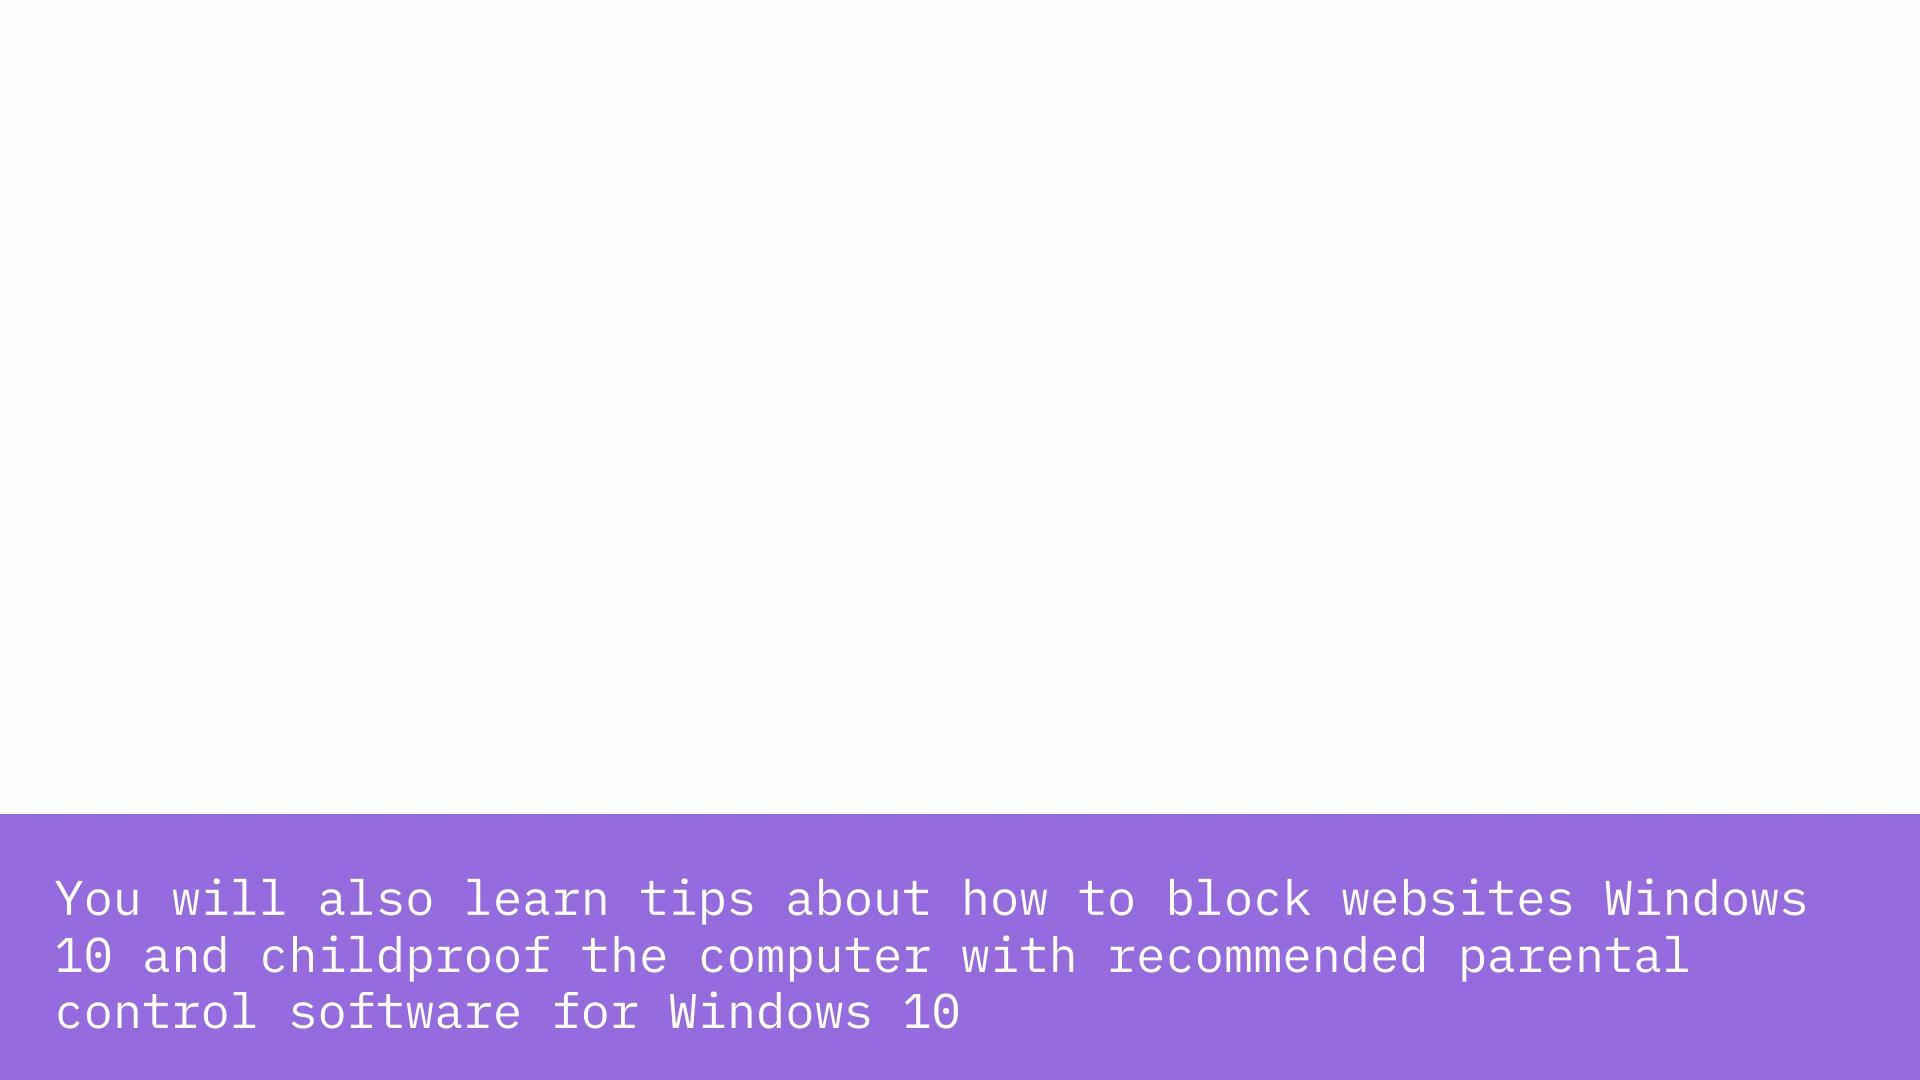 You will also learn tips about how to block websites Windows
10 and childproof the computer with recommended parental
control software for Windows 10